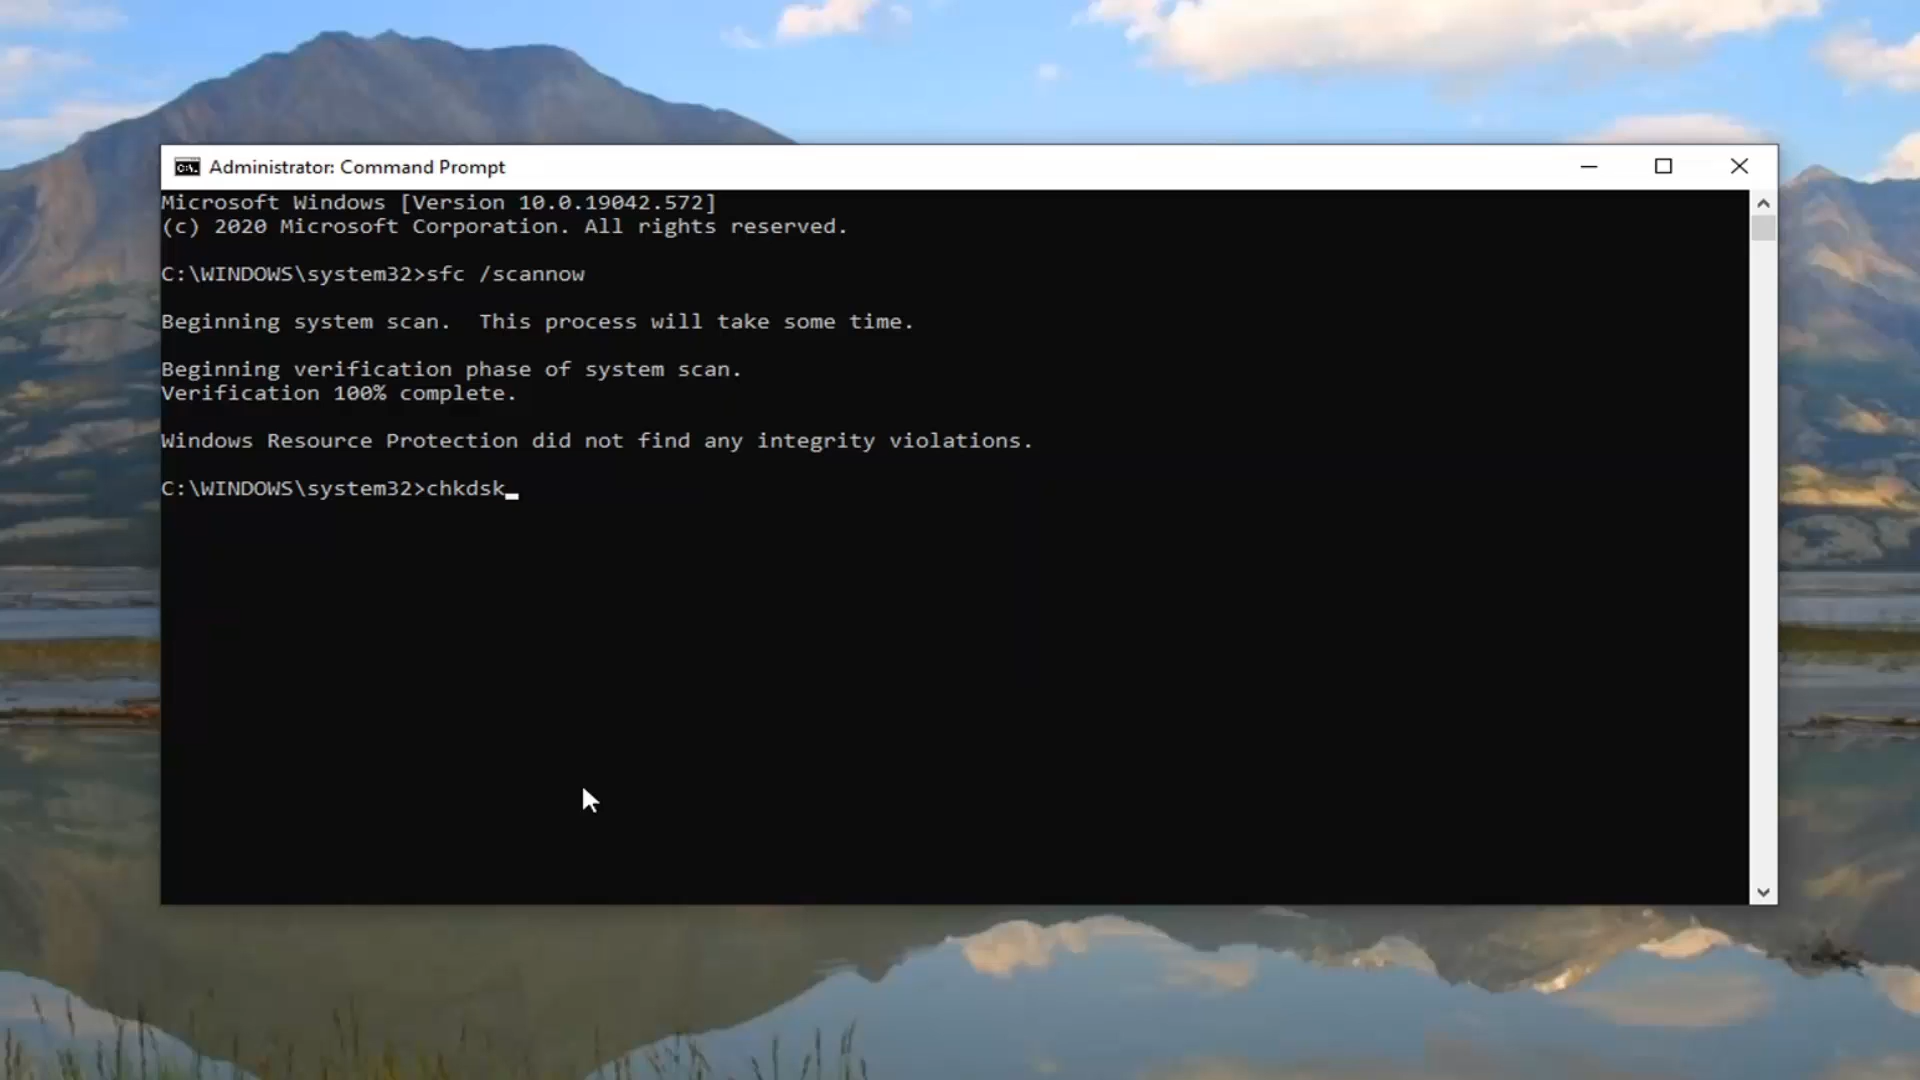 Administrator: Command Prompt
Microsoft Windows [Version 10.0.19042.572]
(c) 2020 Microsoft Corporation. All rights reserved.
C:\WINDOWS\system32>sfc /scannow
Beginning system scan.  This process will take some time.
Beginning verification phase of system scan.
Verification 100% complete.
Windows Resource Protection did not find any integrity violations.
C:\WINDOWS\system32>chkdsk